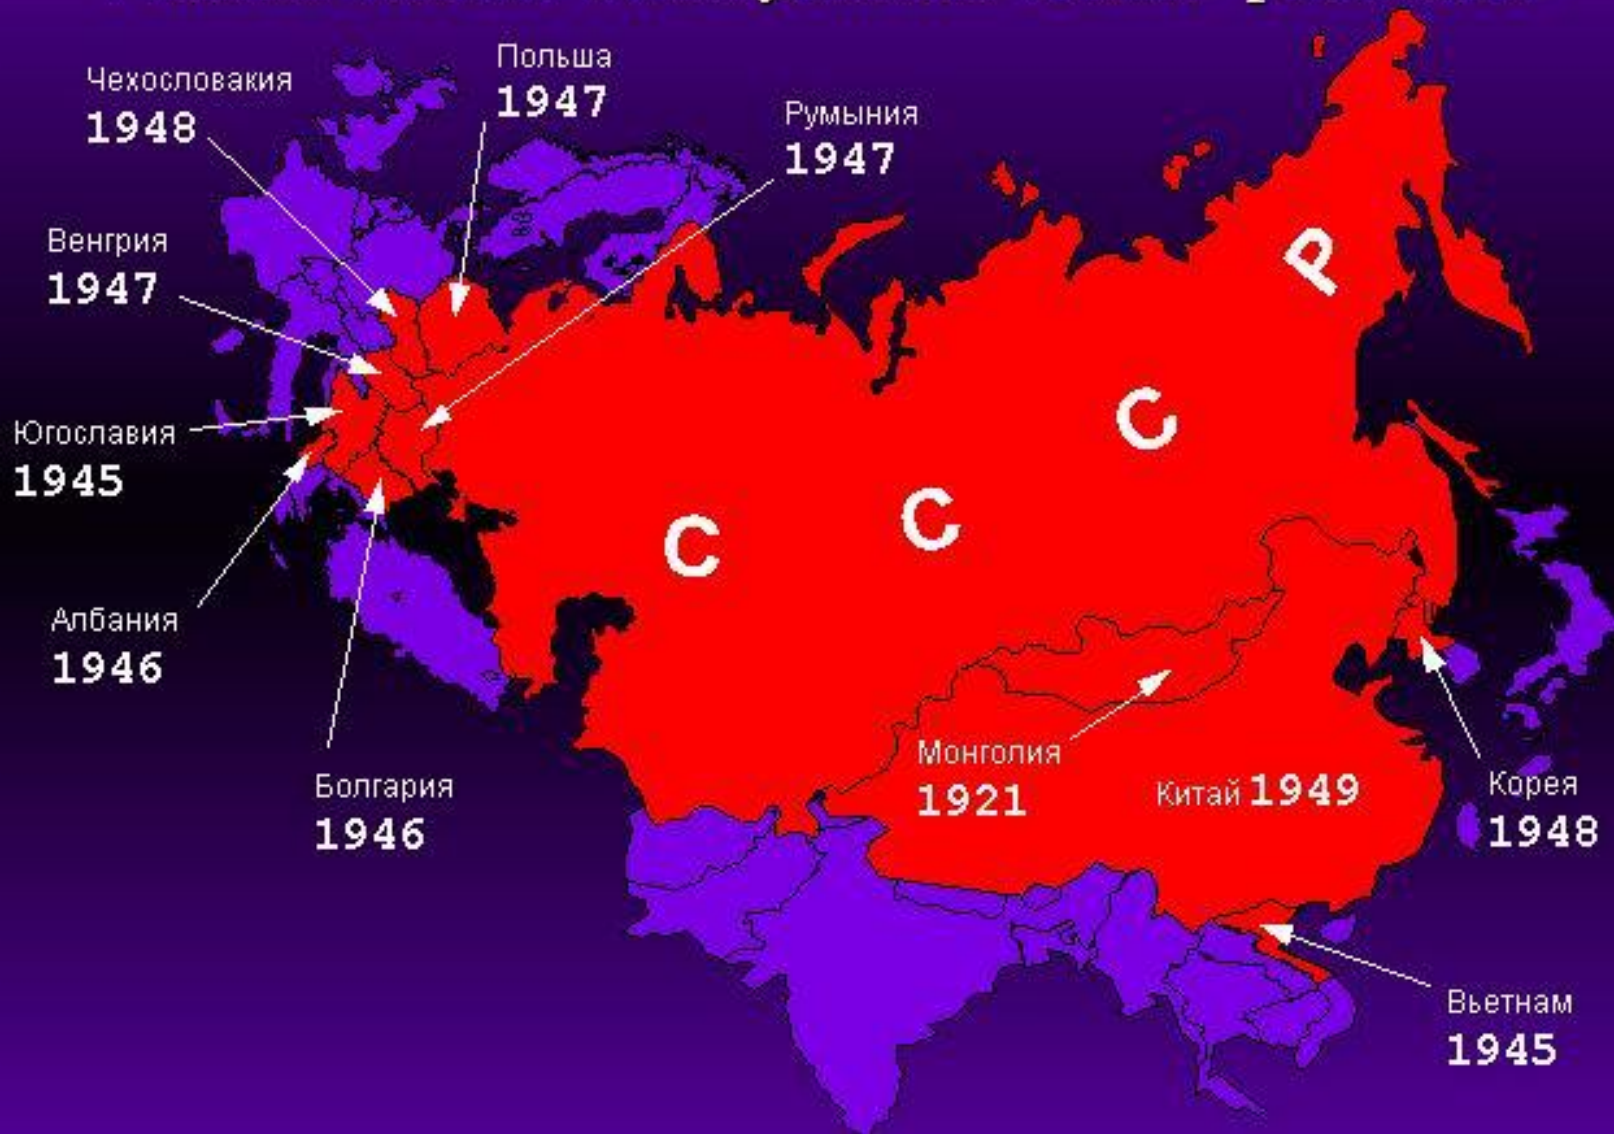 Чехословакия
1948
Польша
1947
Румыния
1947
Венгрия
1947
Югославия
1945
Албания
1946
Болгария
1946
С С С Р
Монголия
1921
Китай 1949
Корея
1948
Вьетнам
1945